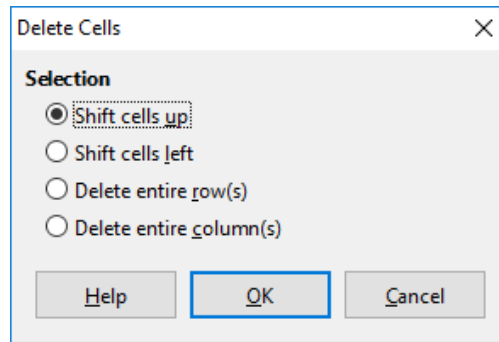 Delete Cells
Selection
Shift cells up
Shift cells left
Delete entire row(s)
Delete entire column(s)
Help OK Cancel